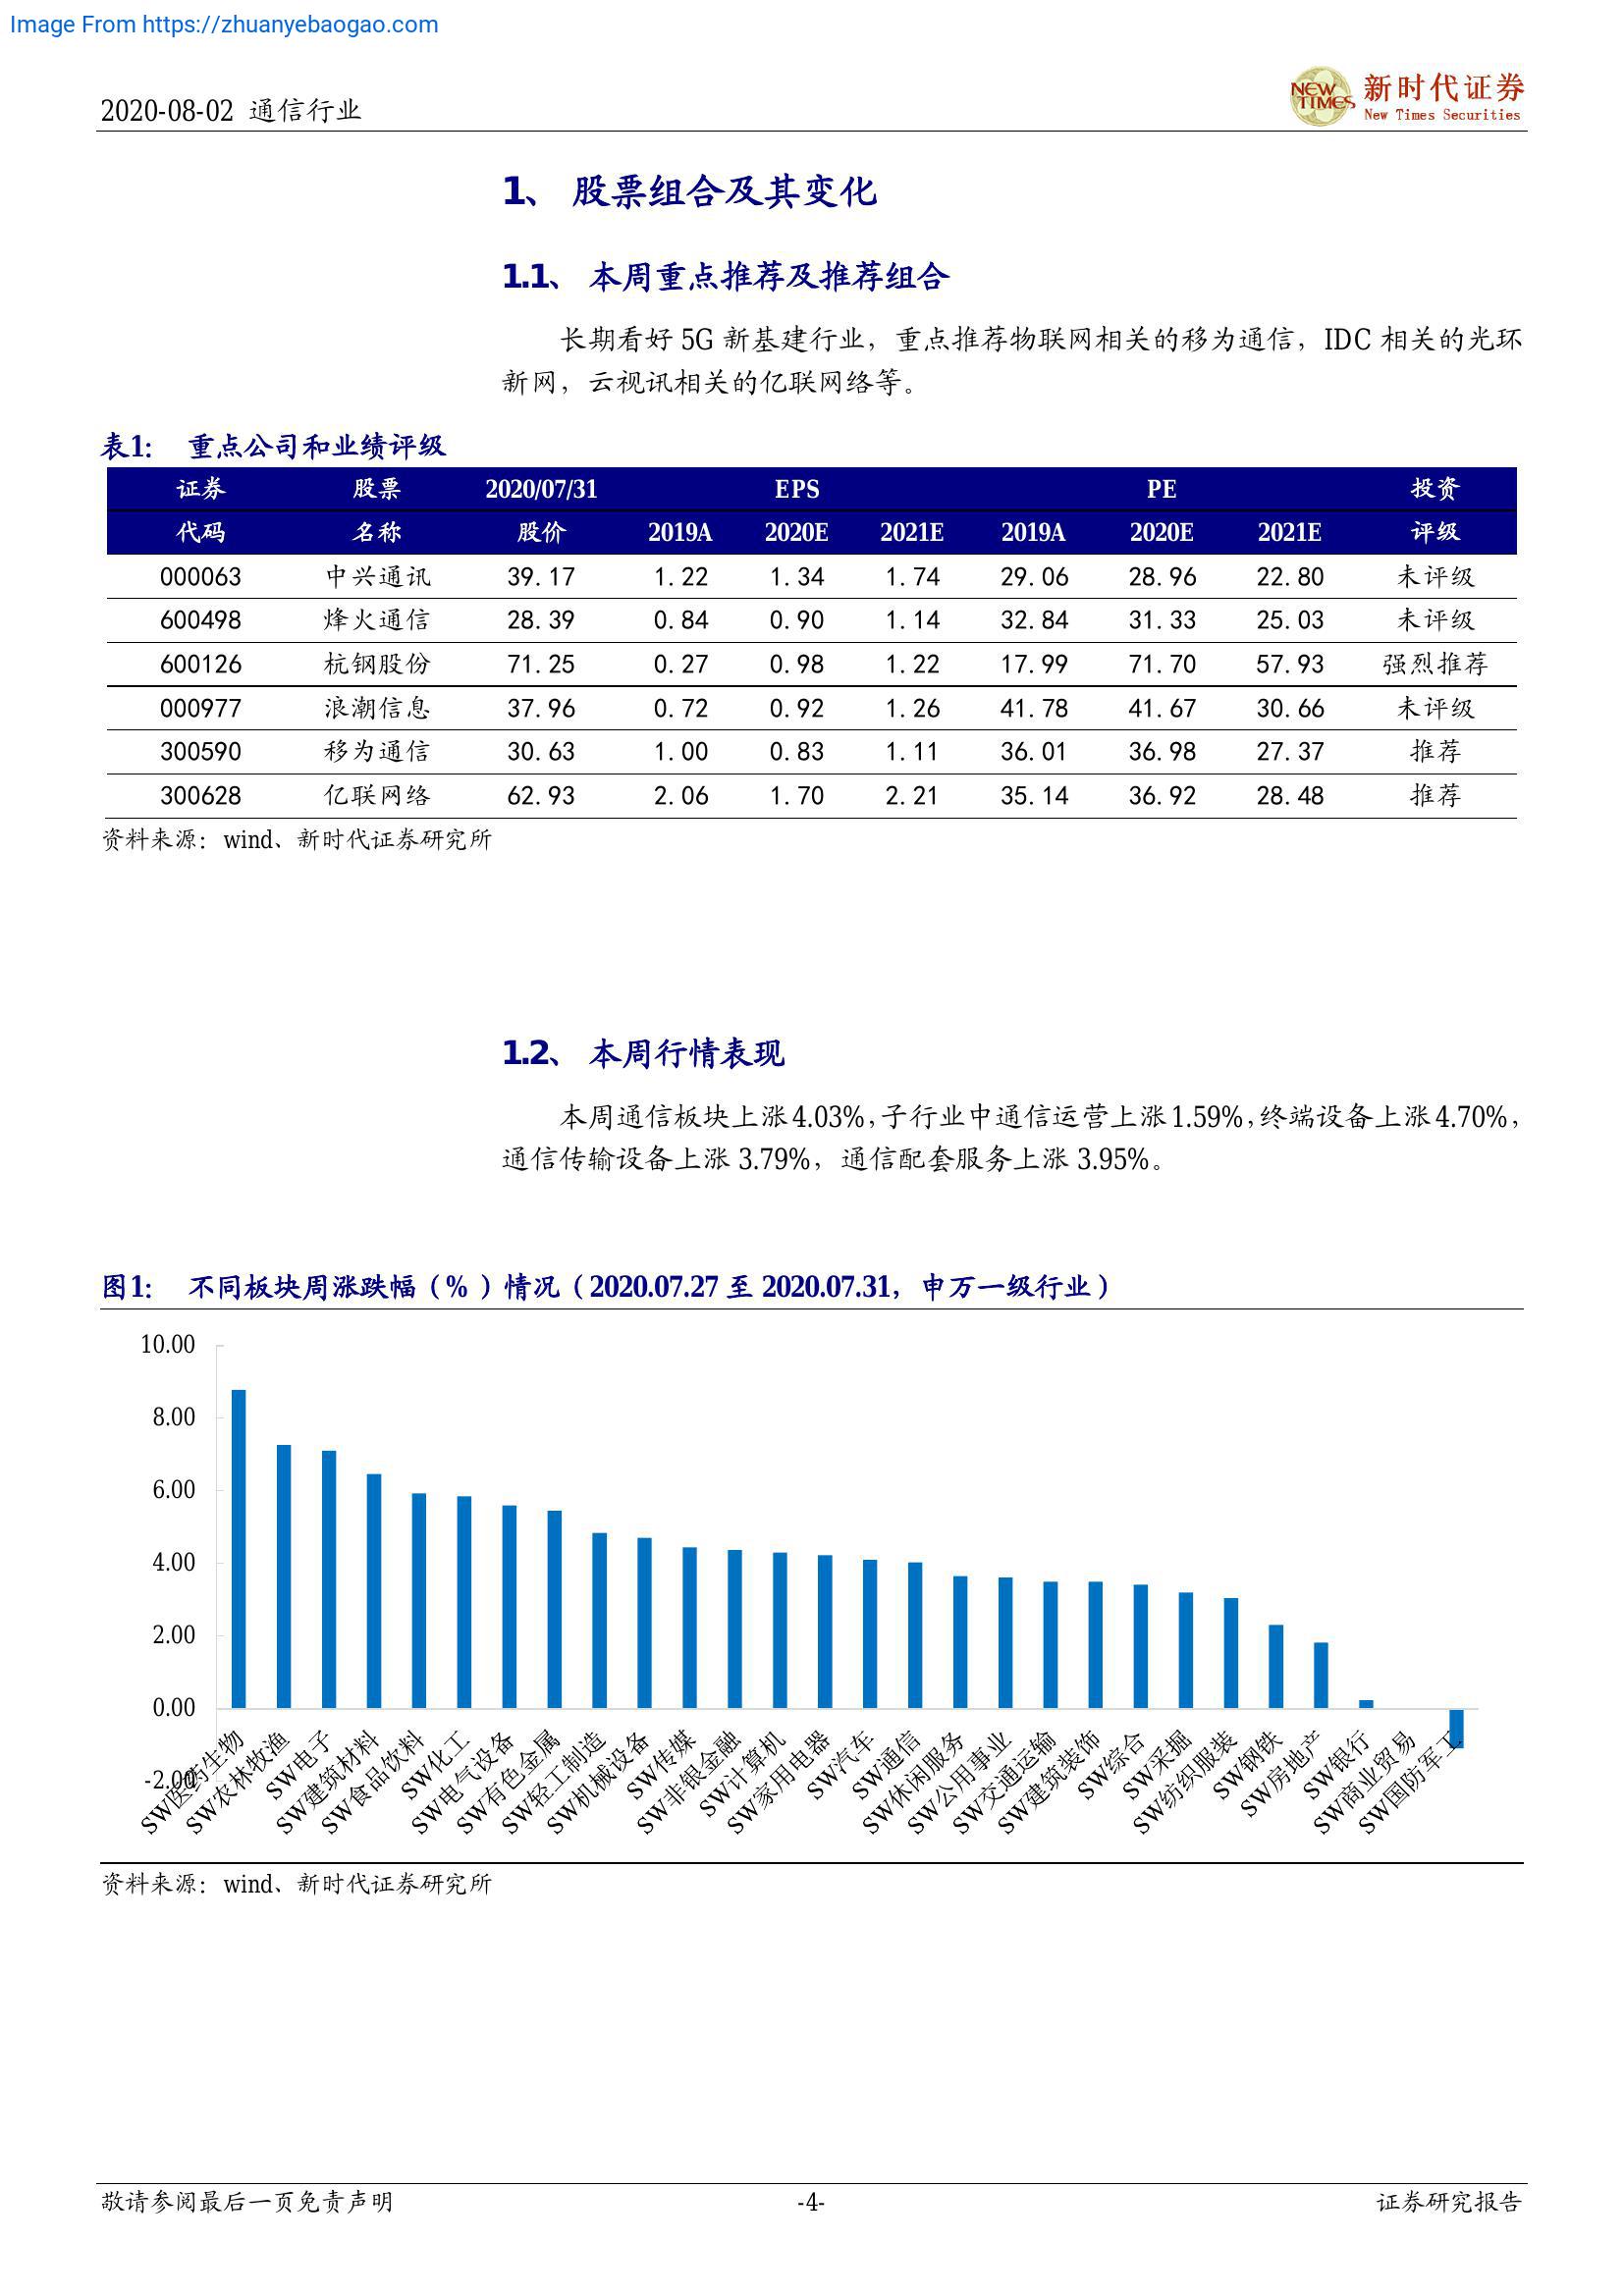 Image From https://zhuanyebaogao.com
2020-08-02 通信行业
NEW TIMES
新时代证券
New Times Securities
1、 股票组合及其变化
1.1、 本周重点推荐及推荐组合
长期看好 5G 新基建行业，重点推荐物联网相关的移为通信，IDC 相关的光环
新网，云视讯相关的亿联网络等。
表1： 重点公司和业绩评级
证券 股票 2020/07/31 EPS PE 投资
代码 名称 股价 2019A 2020E 2021E 2019A 2020E 2021E 评级
000063 中兴通讯 39.17 1.22 1.34 1.74 29.06 28.96 22.80 未评级
600498 烽火通信 28.39 0.84 0.90 1.14 32.84 31.33 25.03 未评级
600126 杭钢股份 71.25 0.27 0.98 1.22 17.99 71.70 57.93 强烈推荐
000977 浪潮信息 37.96 0.72 0.92 1.26 41.78 41.67 30.66 未评级
300590 移为通信 30.63 1.00 0.83 1.11 36.01 36.98 27.37 推荐
300628 亿联网络 62.93 2.06 1.70 2.21 35.14 36.92 28.48 推荐
资料来源：wind、新时代证券研究所
1.2、 本周行情表现
本周通信板块上涨 4.03%，子行业中通信运营上涨 1.59%，终端设备上涨 4.70%，
通信传输设备上涨 3.79%，通信配套服务上涨 3.95%。
图1： 不同板块周涨跌幅（%）情况（2020.07.27 至 2020.07.31，申万一级行业）
10.00
8.00
6.00
4.00
2.00
0.00
-2.00
SW医药生物
SW农林牧渔
SW电子
SW建筑材料
SW食品饮料
SW化工
SW电气设备
SW有色金属
SW轻工制造
SW机械设备
SW传媒
SW非银金融
SW计算机
SW家用电器
SW汽车
SW通信
SW休闲服务
SW公用事业
SW交通运输
SW建筑装饰
SW综合
SW采掘
SW纺织服装
SW钢铁
SW房地产
SW银行
SW商业贸易
SW国防军工
资料来源：wind、新时代证券研究所
敬请参阅最后一页免责声明 -4- 证券研究报告